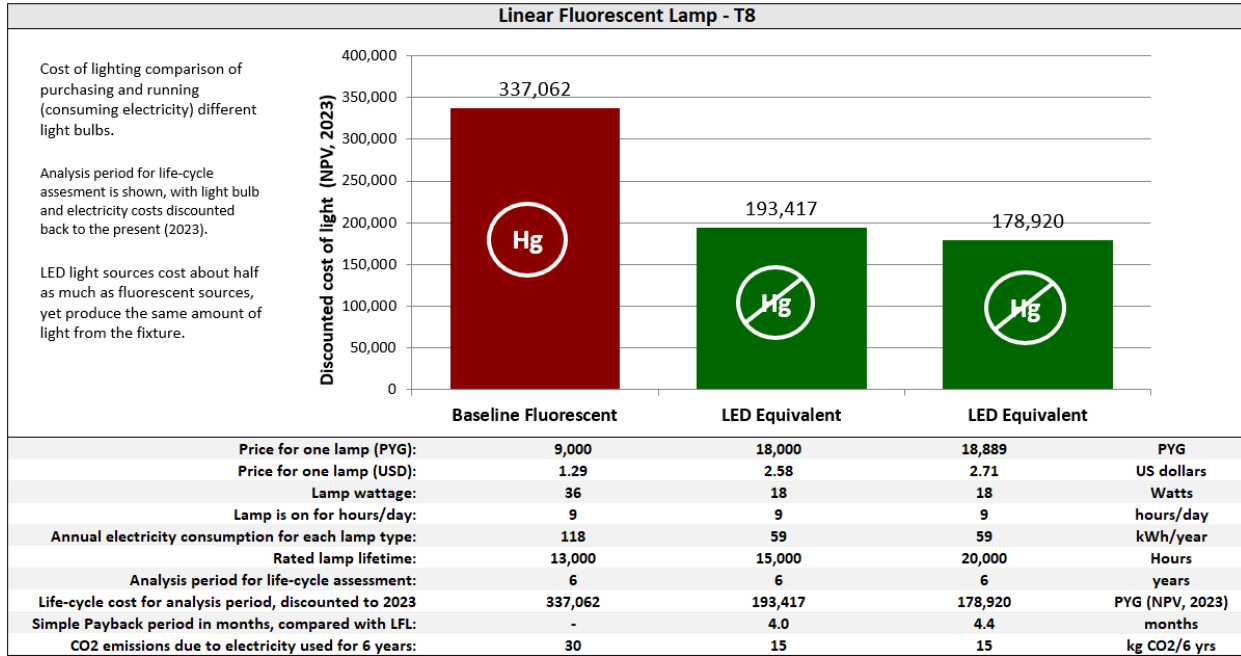 Linear Fluorescent Lamp - T8
Cost of lighting comparison of
purchasing and running
(consuming electricity) different
light bulbs.
Analysis period for life-cycle
assesment is shown, with light bulb
and electricity costs discounted
back to the present (2023).
LED light sources cost about half
as much as fluorescent sources,
yet produce the same amount of
light from the fixture.
Discounted cost of light (NPV, 2023)
400,000
350,000
300,000
250,000
200,000
150,000
100,000
50,000
0
337,062
193,417
178,920
Hg
Hg
Hg
Baseline Fluorescent LED Equivalent LED Equivalent
Price for one lamp (PYG): 9,000 18,000 18,889 PYG
Price for one lamp (USD): 1.29 2.58 2.71 US dollars
Lamp wattage: 36 18 18 Watts
Lamp is on for hours/day: 9 9 9 hours/day
Annual electricity consumption for each lamp type: 118 59 59 kWh/year
Rated lamp lifetime: 13,000 15,000 20,000 Hours
Analysis period for life-cycle assessment: 6 6 6 years
Life-cycle cost for analysis period, discounted to 2023 337,062 193,417 178,920 PYG (NPV, 2023)
Simple Payback period in months, compared with LFL: - 4.0 4.4 months
CO2 emissions due to electricity used for 6 years: 30 15 15 kg CO2/6 yrs